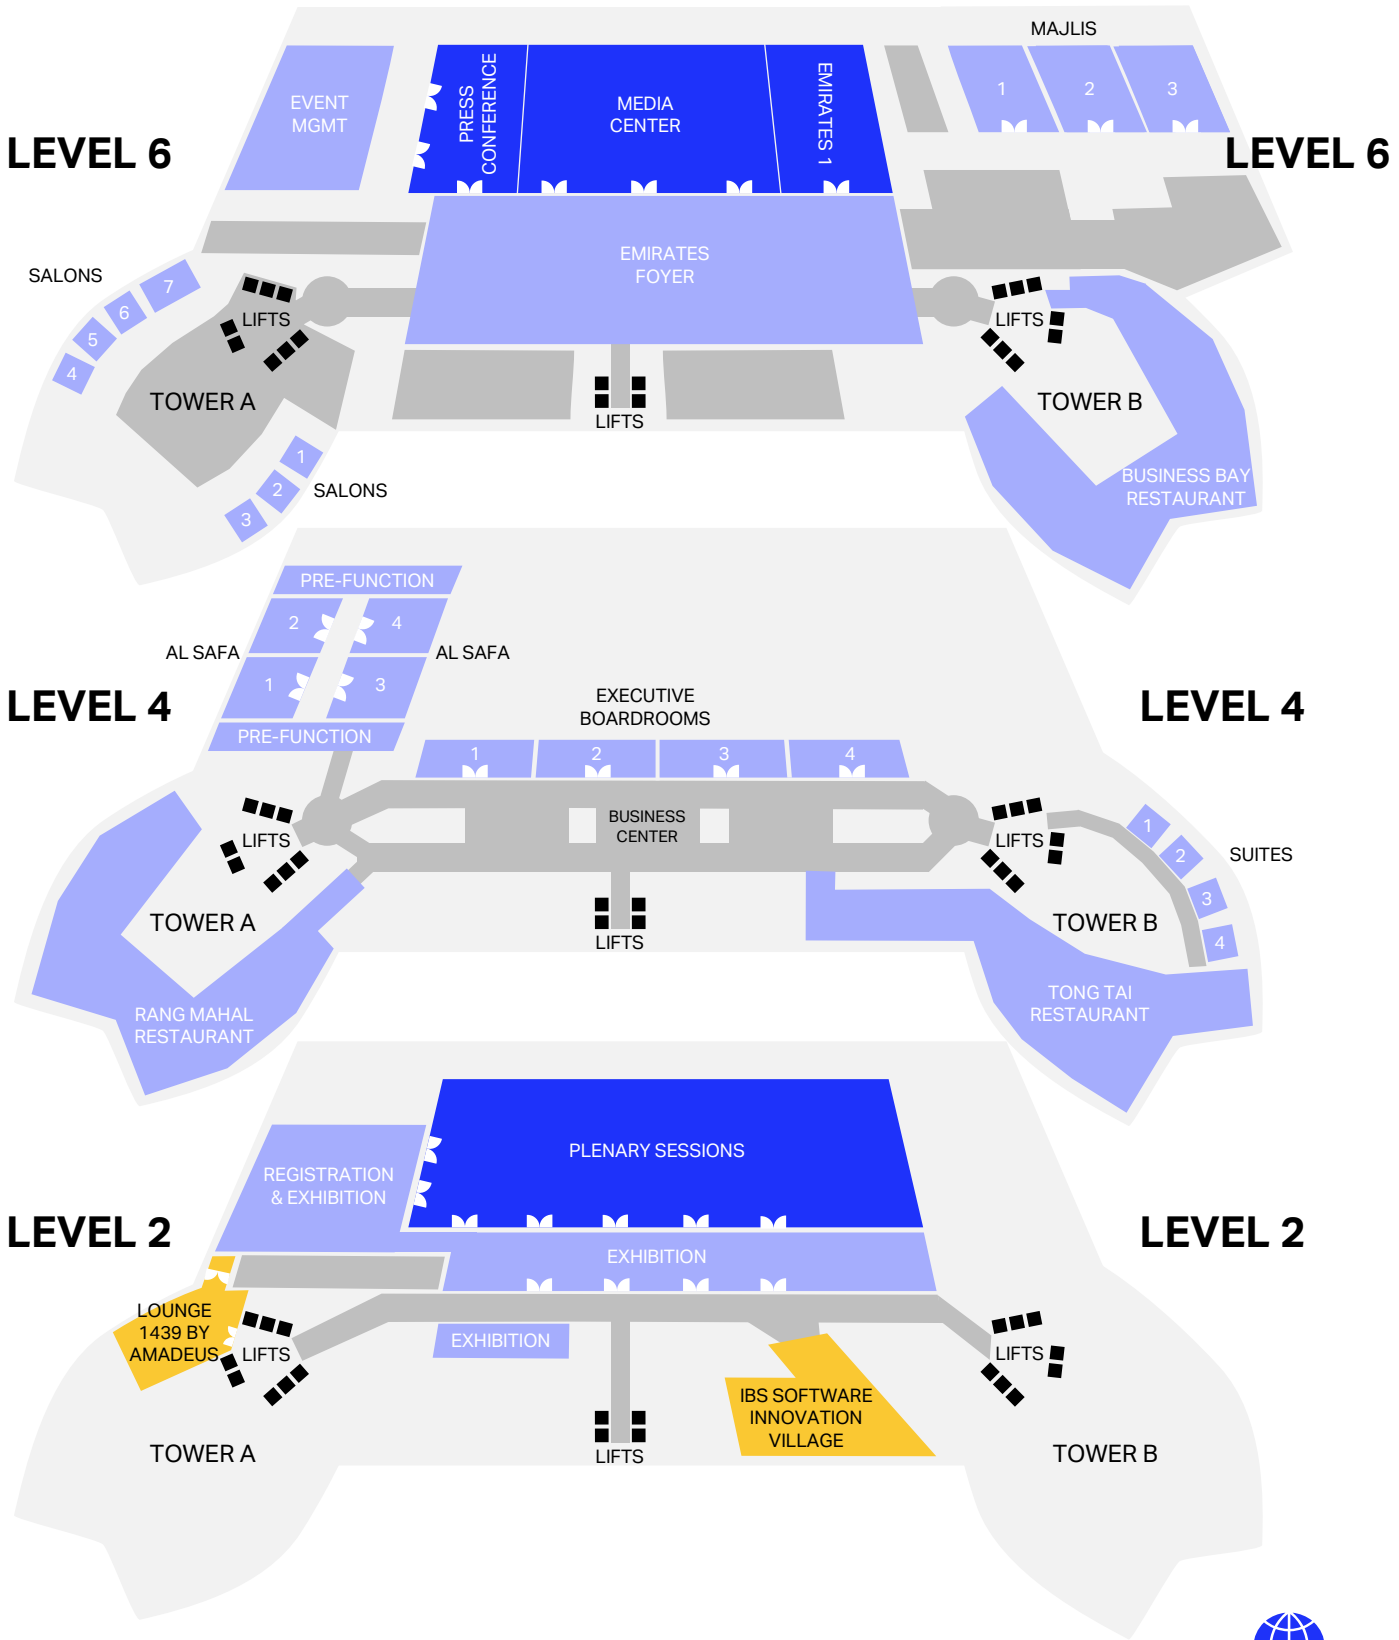 MAJLIS
EVENT
MGMT
PRESS
CONFERENCE
MEDIA
CENTER
EMIRATES 1
1
2
3
LEVEL 6
LEVEL 6
EMIRATES
FOYER
SALONS
7
6
5
4
LIFTS
TOWER A
LIFTS
LIFTS
TOWER B
1
2
3
SALONS
BUSINESS BAY
RESTAURANT
PRE-FUNCTION
2
4
AL SAFA
AL SAFA
1
3
PRE-FUNCTION
LEVEL 4
LEVEL 4
EXECUTIVE
BOARDROOMS
1
2
3
4
BUSINESS
CENTER
LIFTS
TOWER A
LIFTS
LIFTS
TOWER B
1
2
3
4
SUITES
RANG MAHAL
RESTAURANT
TONG TAI
RESTAURANT
PLENARY SESSIONS
REGISTRATION
& EXHIBITION
LEVEL 2
LEVEL 2
EXHIBITION
LOUNGE
1439 BY
AMADEUS
LIFTS
EXHIBITION
LIFTS
IBS SOFTWARE
INNOVATION
VILLAGE
TOWER A
LIFTS
TOWER B